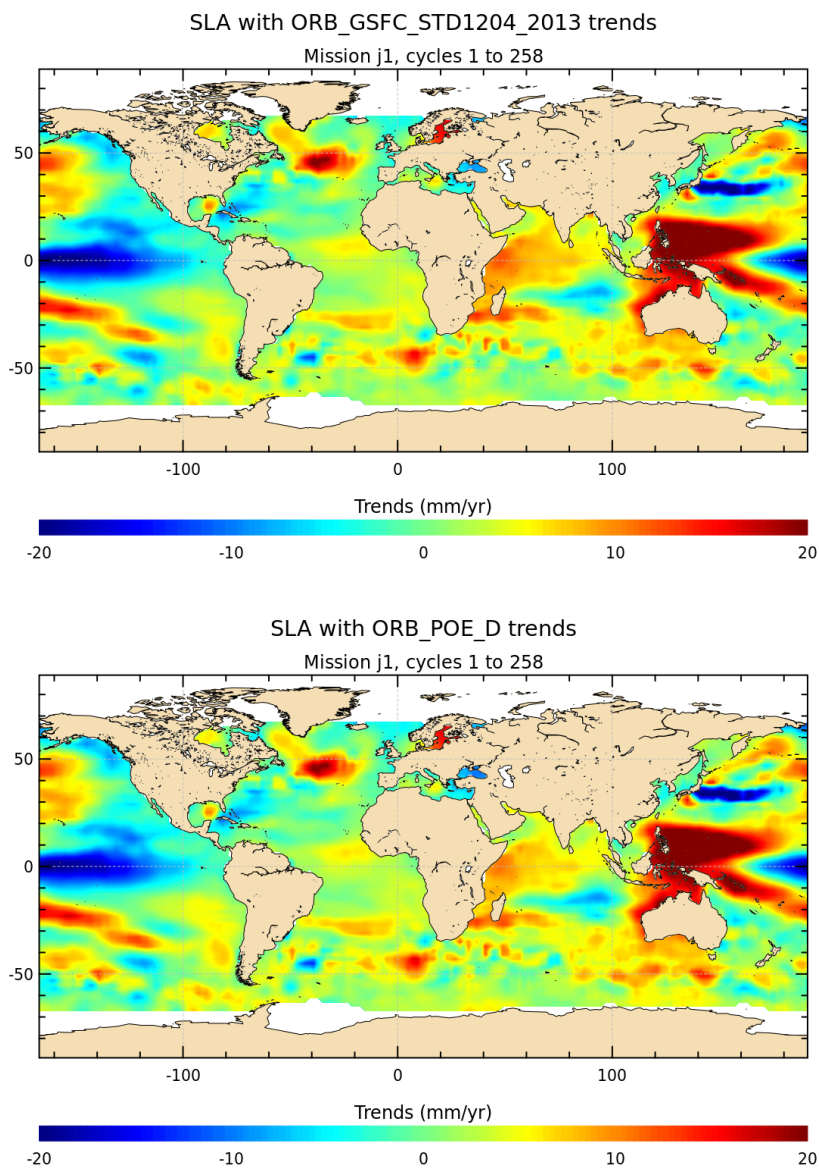 SLA with ORB_GSFC_STD1204_2013 trends
Mission j1, cycles 1 to 258
50
0
-50
-100 0 100
Trends (mm/yr)
-20 -10 0 10 20
SLA with ORB_POE_D trends
Mission j1, cycles 1 to 258
50
0
-50
-100 0 100
Trends (mm/yr)
-20 -10 0 10 20